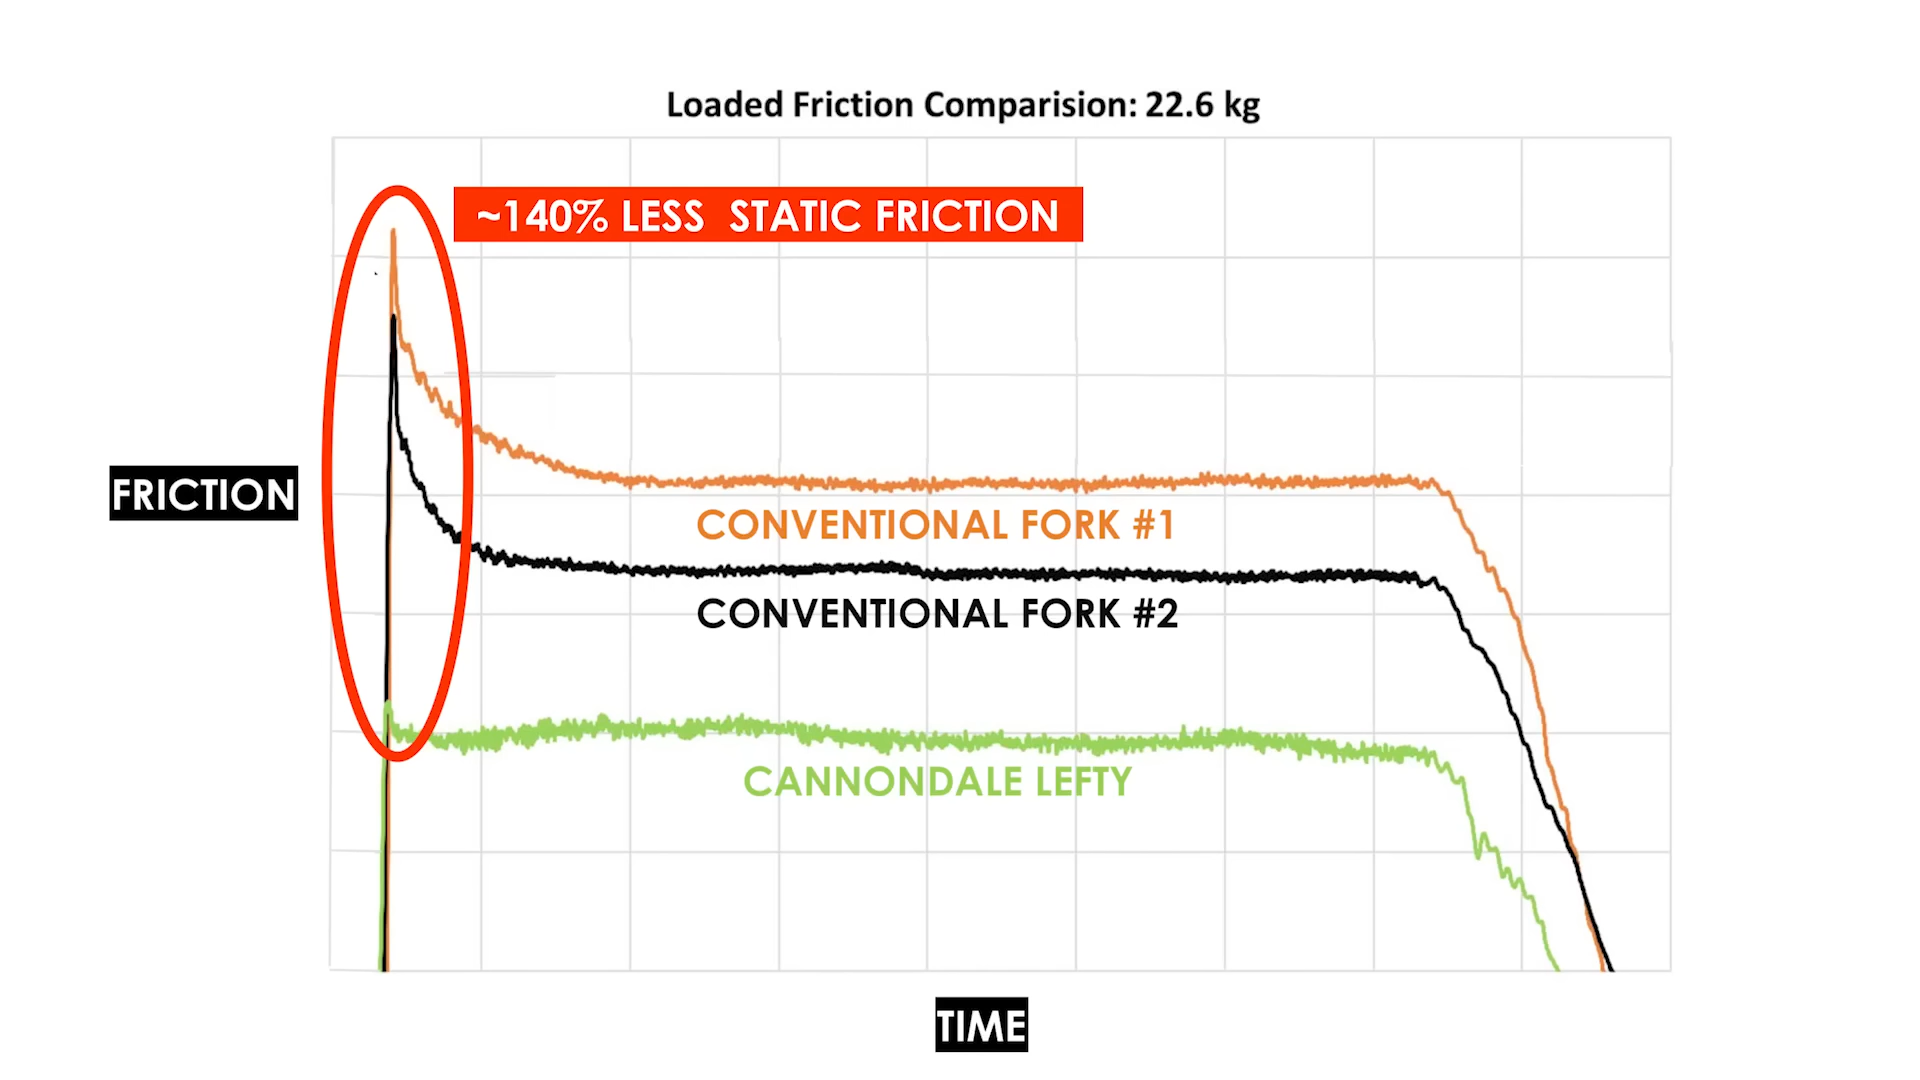 Loaded Friction Comparision: 22.6 kg
~140% LESS STATIC FRICTION
FRICTION
CONVENTIONAL FORK #1
CONVENTIONAL FORK #2
CANNONDALE LEFTY
TIME